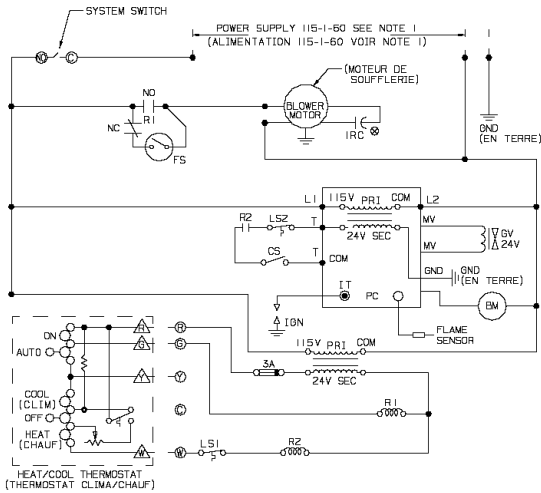 SYSTEM SWITCH
POWER SUPPLY 115-1-60 SEE NOTE 1
(ALIMENTATION 115-1-60 VOIR NOTE 1)
NO
C
(MOTEUR DE
SOUFFLERIE)
NO
R1
BLOWER
MOTOR
NC
1RC
GND
(EN TERRE)
FS
L1
115V PRI COM
L2
R2
LS2
T
24V SEC
MV
GV
24V
MV
CS
T
COM
GND
GND
(EN TERRE)
IT
PC
BM
IGN
FLAME
SENSOR
115V PRI COM
ON
R
R
G
G
AUTO
3A
24V SEC
Y
Y
COOL
(CLIM)
R1
C
OFF
HEAT
(CHAUF)
LS1
R2
W
W
HEAT/COOL THERMOSTAT
(THERMOSTAT CLIMA/CHAUF)